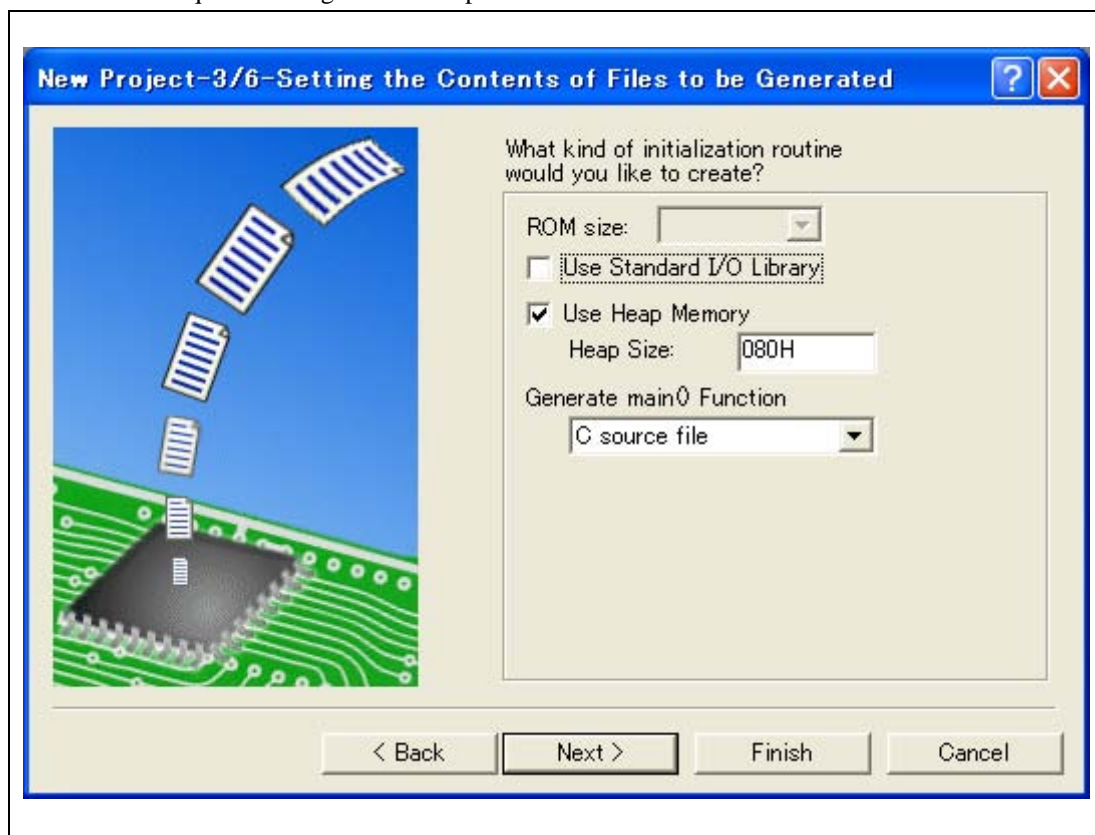 New Project-3/6-Setting the Contents of Files to be Generated
What kind of initialization routine
would you like to create?
ROM size:
Use Standard I/O Library
Use Heap Memory
Heap Size: 080H
Generate main() Function
C source file
< Back Next > Finish Cancel